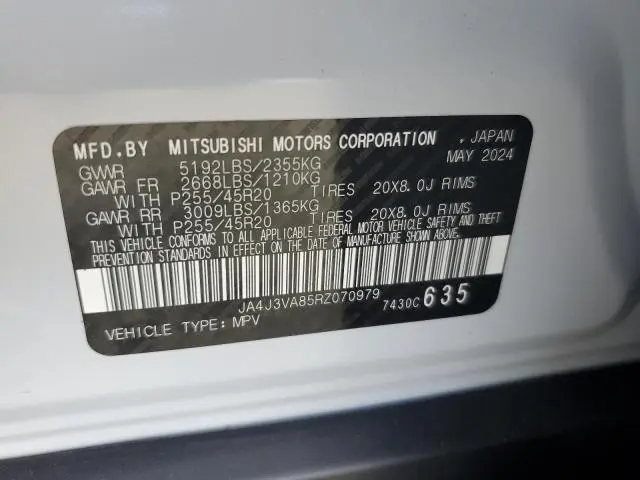 MFD.BY MITSUBISHI MOTORS CORPORATION , JAPAN
GVWR 5192LBS/2355KG MAY 2024
GAWR FR 2668LBS/1210KG
WITH P255/45R20 TIRES 20X8.0J RIMS
GAWR RR 3009LBS/1365KG
WITH P255/45R20 TIRES 20X8.0J RIMS
THIS VEHICLE CONFORMS TO ALL APPLICABLE FEDERAL MOTOR VEHICLE SAFETY AND THEFT
PREVENTION STANDARDS IN EFFECT ON THE DATE OF MANUFACTURE SHOWN ABOVE.
JA4J3VA85RZ070979 7430C 635
VEHICLE TYPE: MPV